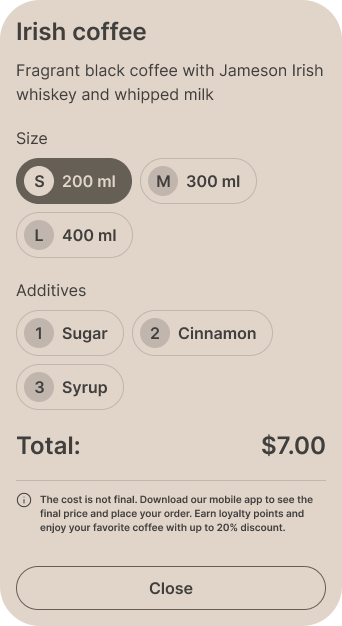 Irish coffee
Fragrant black coffee with Jameson Irish
whiskey and whipped milk
Size
S 200 ml M 300 ml
L 400 ml
Additives
1 Sugar 2 Cinnamon
3 Syrup
Total: $7.00
The cost is not final. Download our mobile app to see the
final price and place your order. Earn loyalty points and
enjoy your favorite coffee with up to 20% discount.
Close